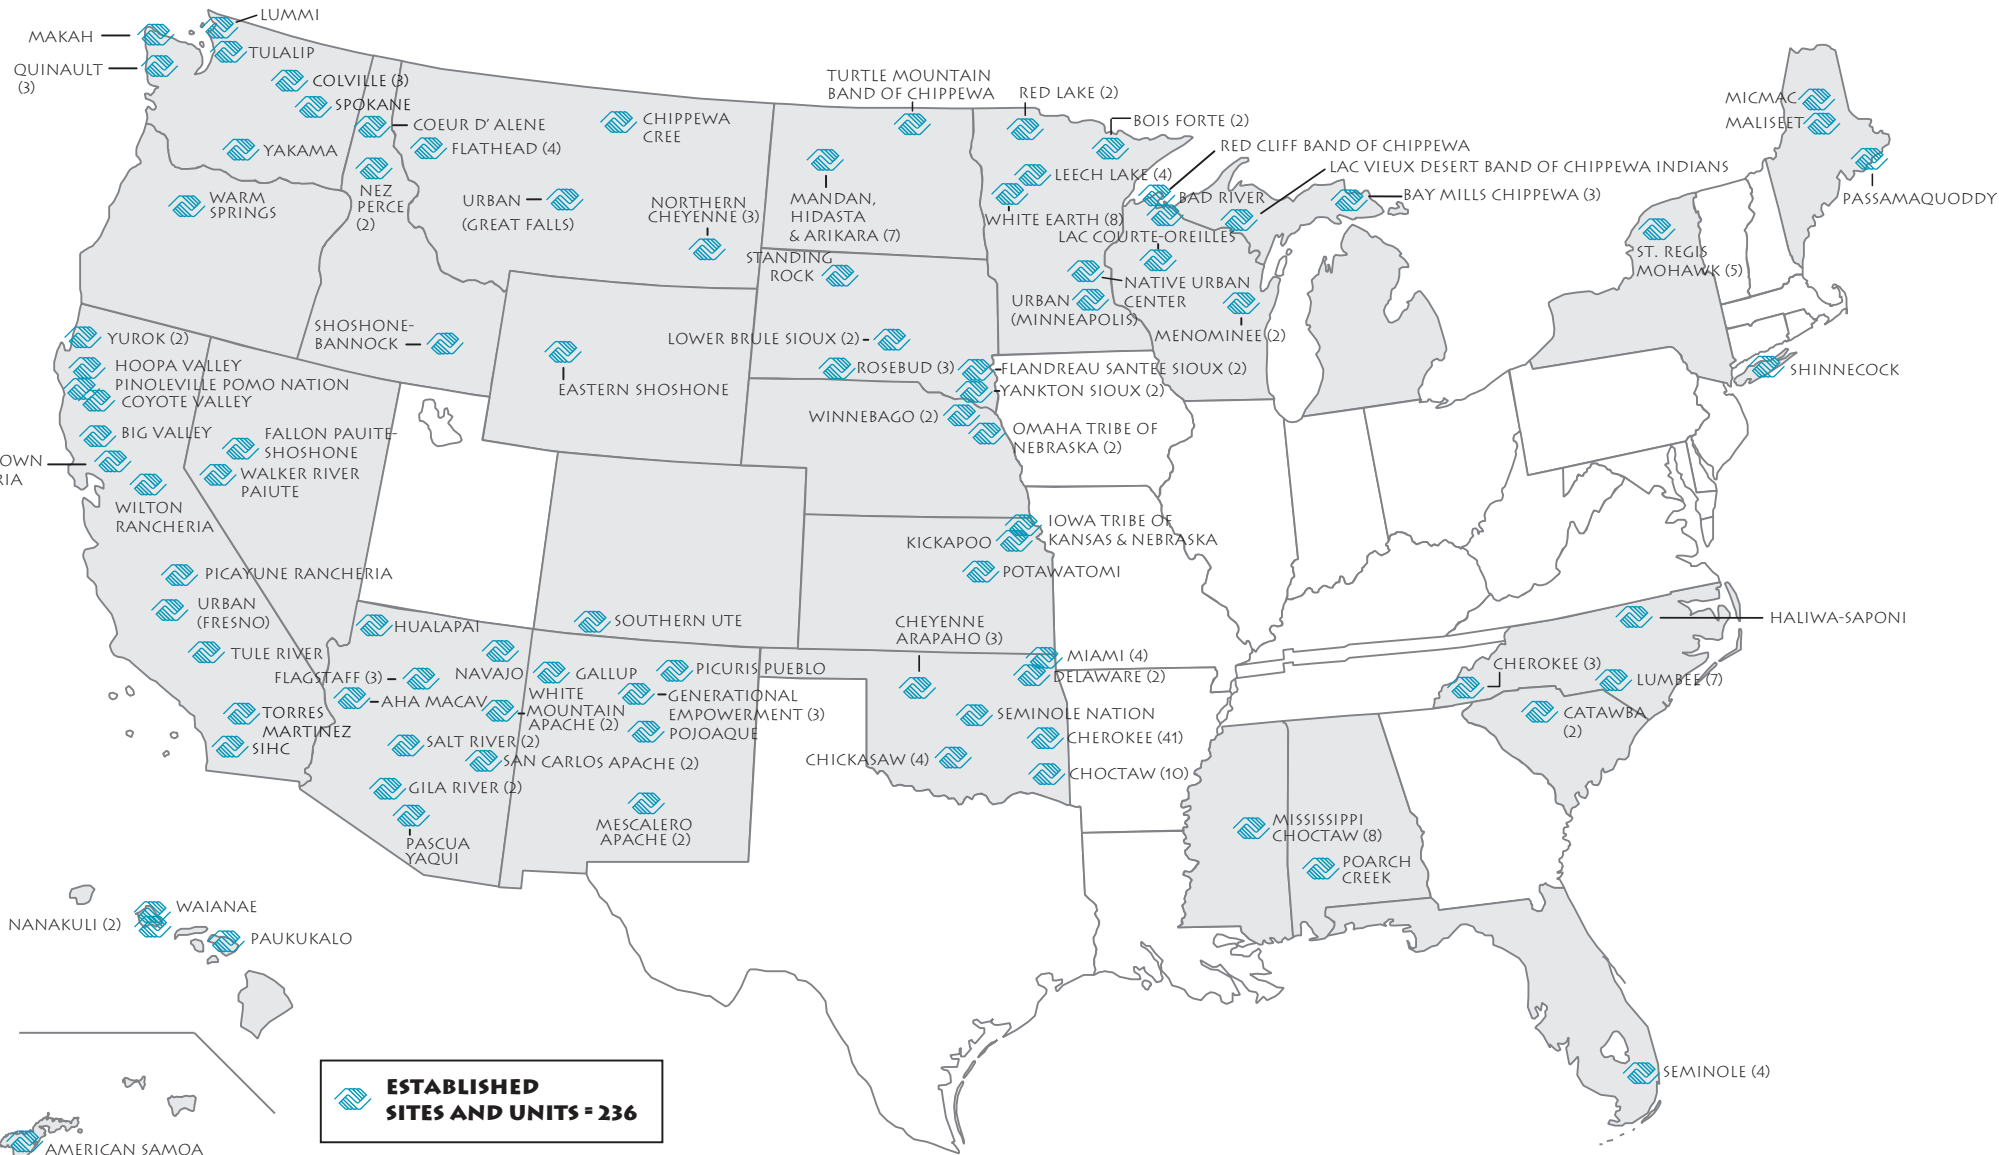 LUMMI
MAKAH
TULALIP
QUINAULT
(3)
COLVILLE (3)
SPOKANE
COEUR D' ALENE
FLATHEAD (4)
YAKAMA
NEZ
PERCE
(2)
WARM
SPRINGS
CHIPPEWA
CREE
URBAN
(GREAT FALLS)
NORTHERN
CHEYENNE (3)
TURTLE MOUNTAIN
BAND OF CHIPPEWA
MANDAN,
HIDASTA
& ARIKARA (7)
STANDING
ROCK
RED LAKE (2)
BOIS FORTE (2)
RED CLIFF BAND OF CHIPPEWA
LAC VIEUX DESERT BAND OF CHIPPEWA INDIANS
LEECH LAKE (4)
BAD RIVER
BAY MILLS CHIPPEWA (3)
WHITE EARTH (8)
LAC COURTE-OREILLES
NATIVE URBAN
CENTER
URBAN
(MINNEAPOLIS)
MENOMINEE (2)
MICMAC
MALISEET
PASSAMAQUODDY
ST. REGIS
MOHAWK (5)
SHINNECOCK
YUROK (2)
HOOPA VALLEY
PINOLEVILLE POMO NATION
COYOTE VALLEY
BIG VALLEY
OWN
RIA
WILTON
RANCHERIA
SHOSHONE-
BANNOCK
FALLON PAUITE-
SHOSHONE
WALKER RIVER
PAIUTE
EASTERN SHOSHONE
LOWER BRULE SIOUX (2)
ROSEBUD (3)
FLANDREAU SANTEE SIOUX (2)
YANKTON SIOUX (2)
WINNEBAGO (2)
OMAHA TRIBE OF
NEBRASKA (2)
IOWA TRIBE OF
KANSAS & NEBRASKA
KICKAPOO
POTAWATOMI
PICAYUNE RANCHERIA
URBAN
(FRESNO)
TULE RIVER
TORRES
MARTINEZ
SIHC
HUALAPAI
NAVAJO
FLAGSTAFF (3)
AHA MACAV
WHITE
MOUNTAIN
APACHE (2)
SALT RIVER (2)
SAN CARLOS APACHE (2)
GILA RIVER (2)
PASCUA
YAQUI
SOUTHERN UTE
GALLUP
PICURIS PUEBLO
GENERATIONAL
EMPOWERMENT (3)
POJOAQUE
MESCALERO
APACHE (2)
CHEYENNE
ARAPAHO (3)
MIAMI (4)
DELAWARE (2)
SEMINOLE NATION
CHEROKEE (41)
CHICKASAW (4)
CHOCTAW (10)
HALIWA-SAPONI
CHEROKEE (3)
LUMBEE (7)
CATAWBA
(2)
MISSISSIPPI
CHOCTAW (8)
POARCH
CREEK
SEMINOLE (4)
WAIANAE
NANAKULI (2)
PAUKUKALO
AMERICAN SAMOA
ESTABLISHED
SITES AND UNITS = 236